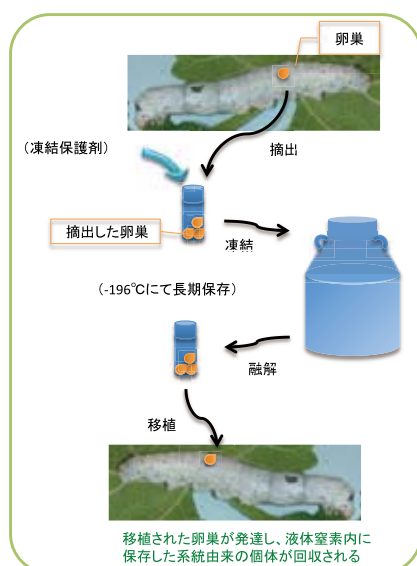 卵巣
摘出
（凍結保護剤）
摘出した卵巣
凍結
（-196℃にて長期保存）
融解
移植
移植された卵巣が発達し、液体窒素内に
保存した系統由来の個体が回収される